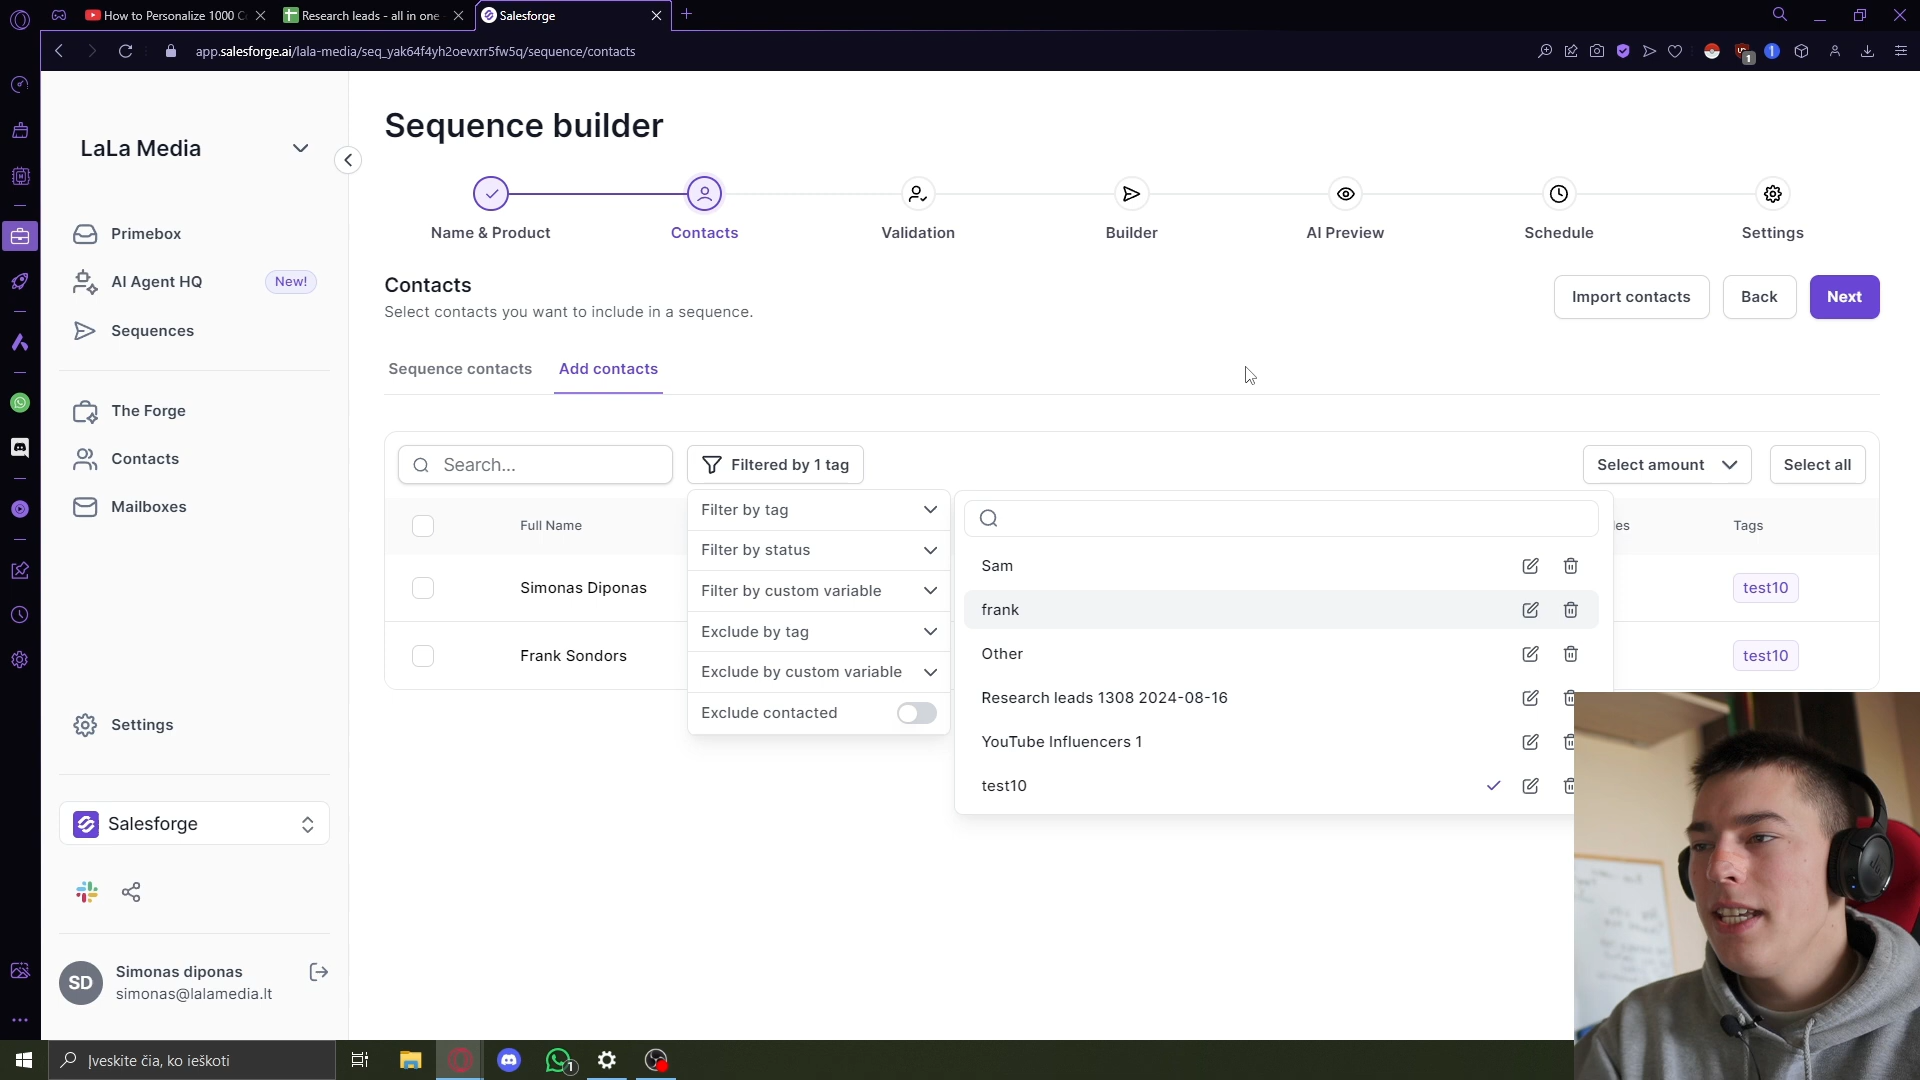 How to Personalize 1000 C
Research leads - all in one -
Salesforge
app.salesforge.ai/lala-media/seq_yak64f4yh2oevxrr5fw5q/sequence/contacts
1
LaLa Media
Primebox
AI Agent HQ
New!
Sequences
The Forge
Contacts
Mailboxes
Settings
Salesforge
SD
Simonas diponas
simonas@lalamedia.lt
Sequence builder
Name & Product
Contacts
Validation
Builder
AI Preview
Schedule
Settings
Contacts
Select contacts you want to include in a sequence.
Import contacts
Back
Next
Sequence contacts
Add contacts
Search...
Filtered by 1 tag
Select amount
Select all
Full Name
les
Tags
Simonas Diponas
test10
Frank Sondors
test10
Filter by tag
Filter by status
Filter by custom variable
Exclude by tag
Exclude by custom variable
Exclude contacted
Sam
frank
Other
Research leads 1308 2024-08-16
YouTube Influencers 1
test10
Įveskite čia, ko ieškoti
1